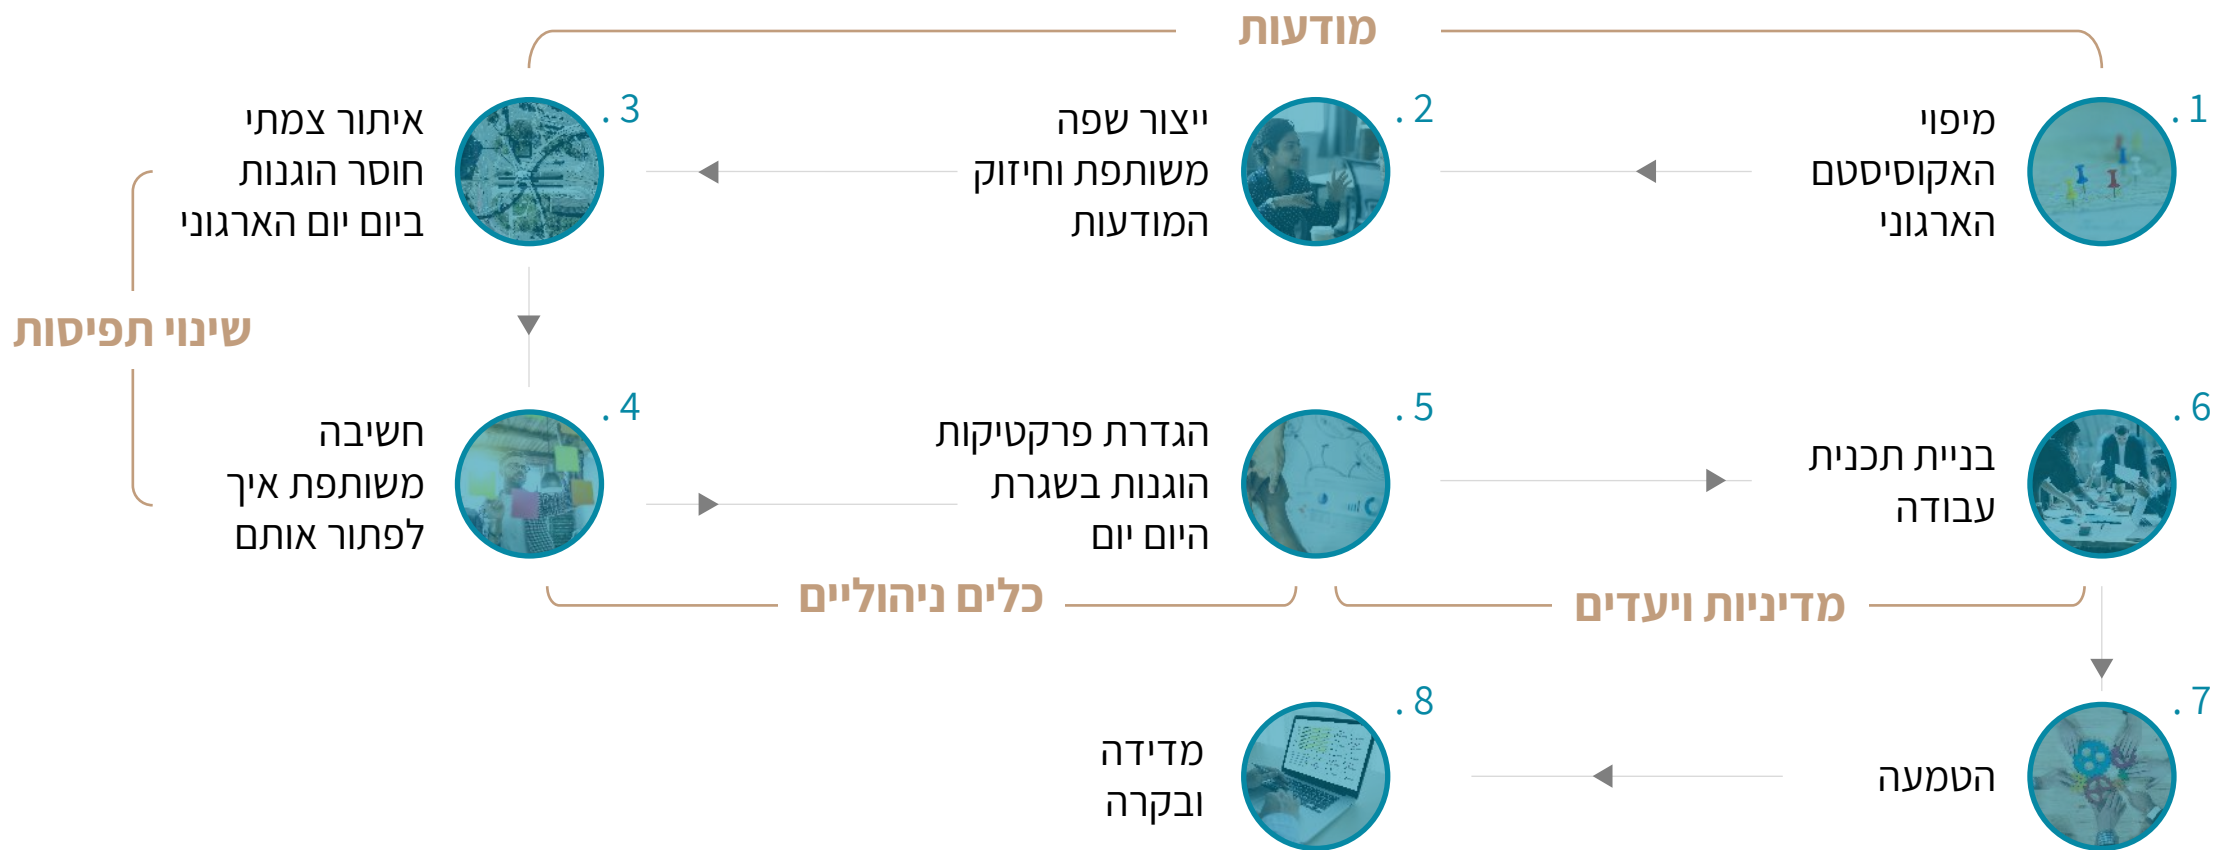 מודעות
1.
מיפוי
האקוסיסטם
הארגוני
2.
ייצור שפה
משותפת וחיזוק
המודעות
3.
איתור צמתי
חוסר הוגנות
ביום יום הארגוני
שינוי תפיסות
4.
חשיבה
משותפת איך
לפתור אותם
5.
הגדרת פרקטיקות
הוגנות בשגרת
היום יום
6.
בניית תכנית
עבודה
כלים ניהוליים
מדיניות ויעדים
7.
הטמעה
8.
מדידה
ובקרה